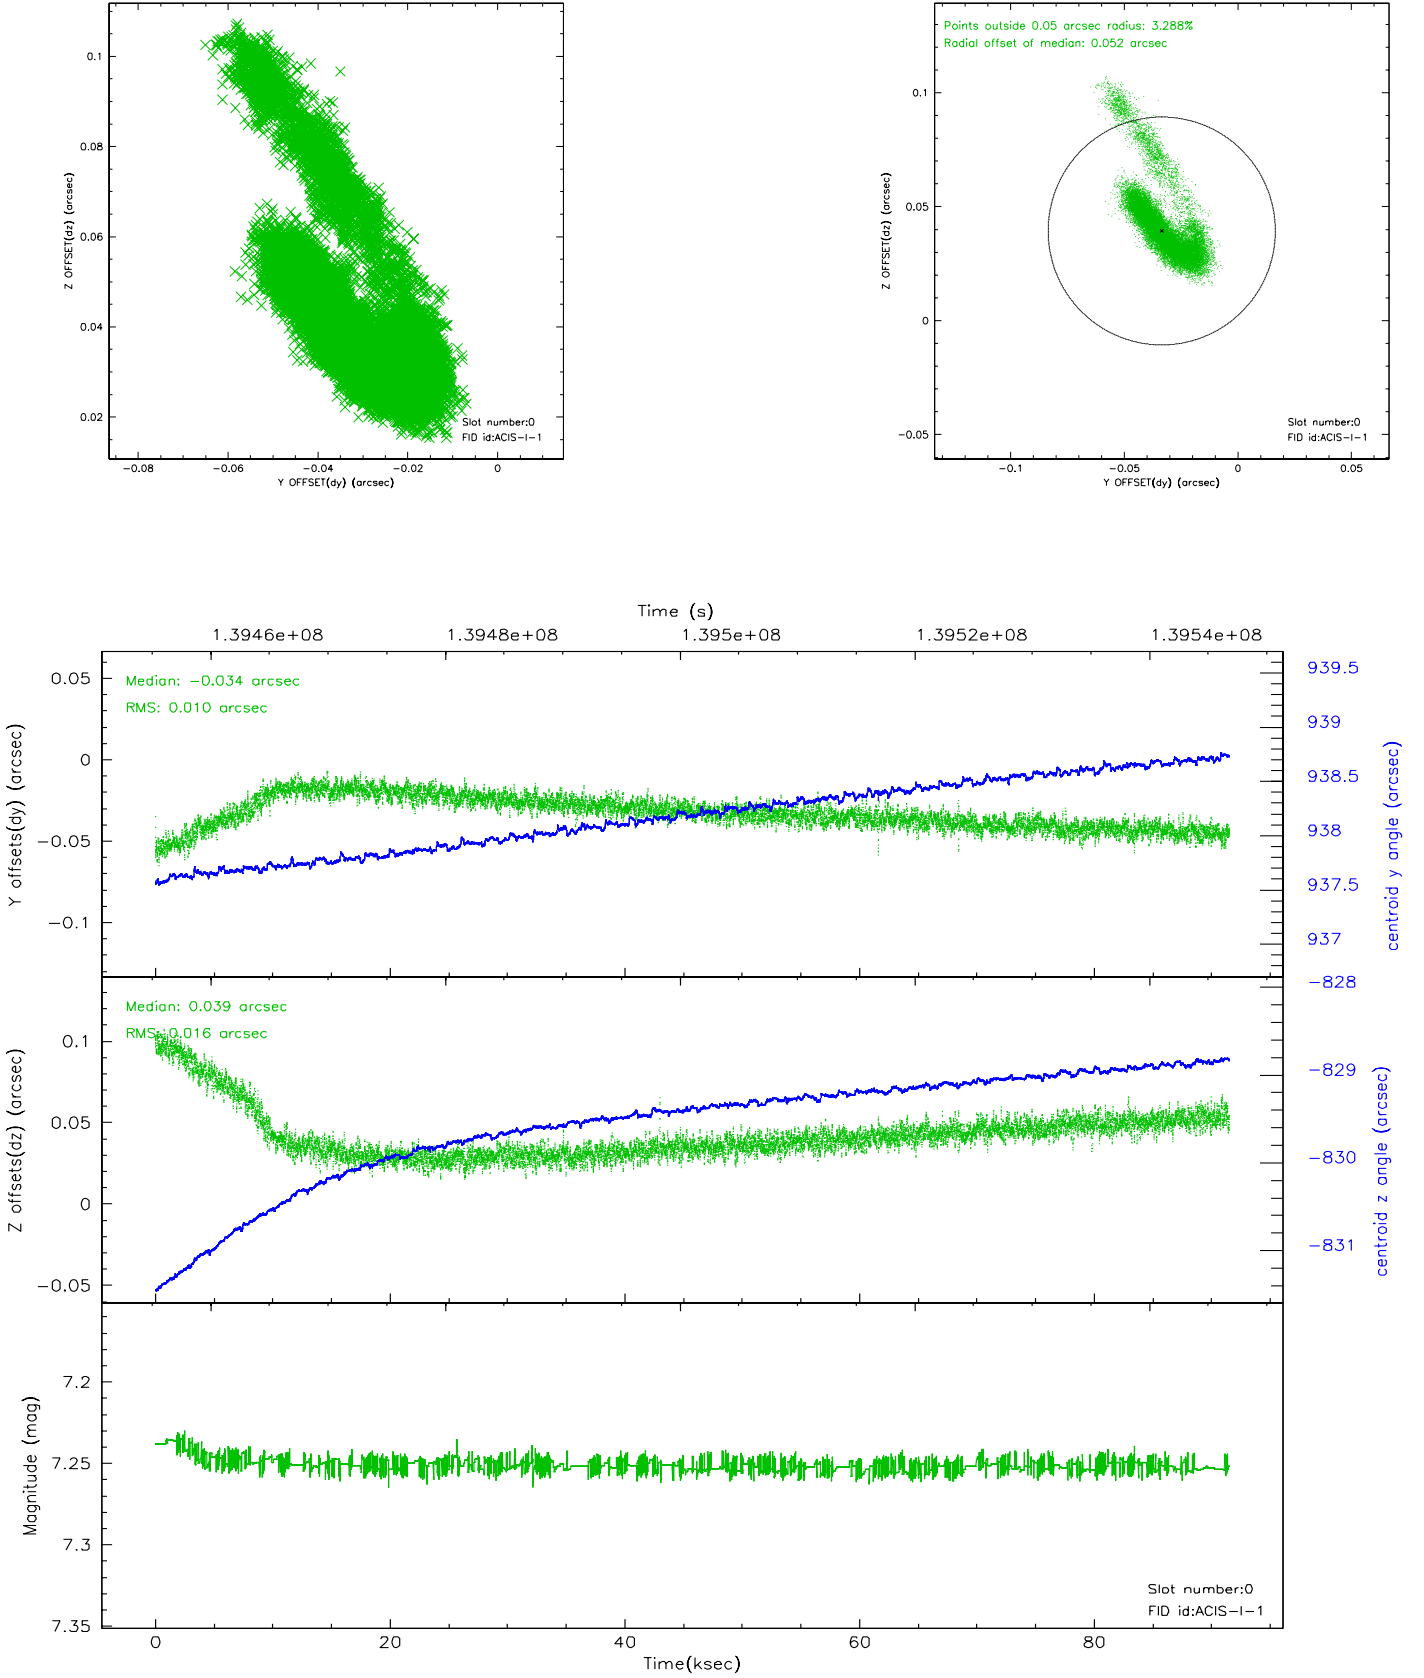 0.1
0.08
0.06
0.04
0.02
Z OFFSET(dz) (arcsec)
Slot number:0
FID id:ACIS-I-1
-0.08 -0.06 -0.04 -0.02 0
Y OFFSET(dy) (arcsec)
Points outside 0.05 arcsec radius: 3.288%
Radial offset of median: 0.052 arcsec
0.1
0.05
0
-0.05
Z OFFSET(dz) (arcsec)
Slot number:0
FID id:ACIS-I-1
-0.1 -0.05 0 0.05
Y OFFSET(dy) (arcsec)
Time (s)
1.3946e+08 1.3948e+08 1.395e+08 1.3952e+08 1.3954e+08
Median: -0.034 arcsec
RMS: 0.010 arcsec
0.05
0
-0.05
-0.1
Y offsets(dy) (arcsec)
939.5
939
938.5
938
937.5
937
centroid y angle (arcsec)
Median: 0.039 arcsec
RMS: 0.016 arcsec
0.1
0.05
0
-0.05
Z offsets(dz) (arcsec)
-828
-829
-830
-831
centroid z angle (arcsec)
7.2
7.25
7.3
7.35
Magnitude (mag)
Slot number:0
FID id:ACIS-I-1
0 20 40 60 80
Time(ksec)